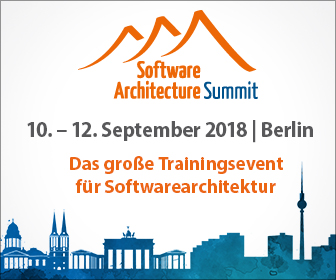 Software
Architecture Summit
10. – 12. September 2018 | Berlin
Das große Trainingsevent
für Softwarearchitektur